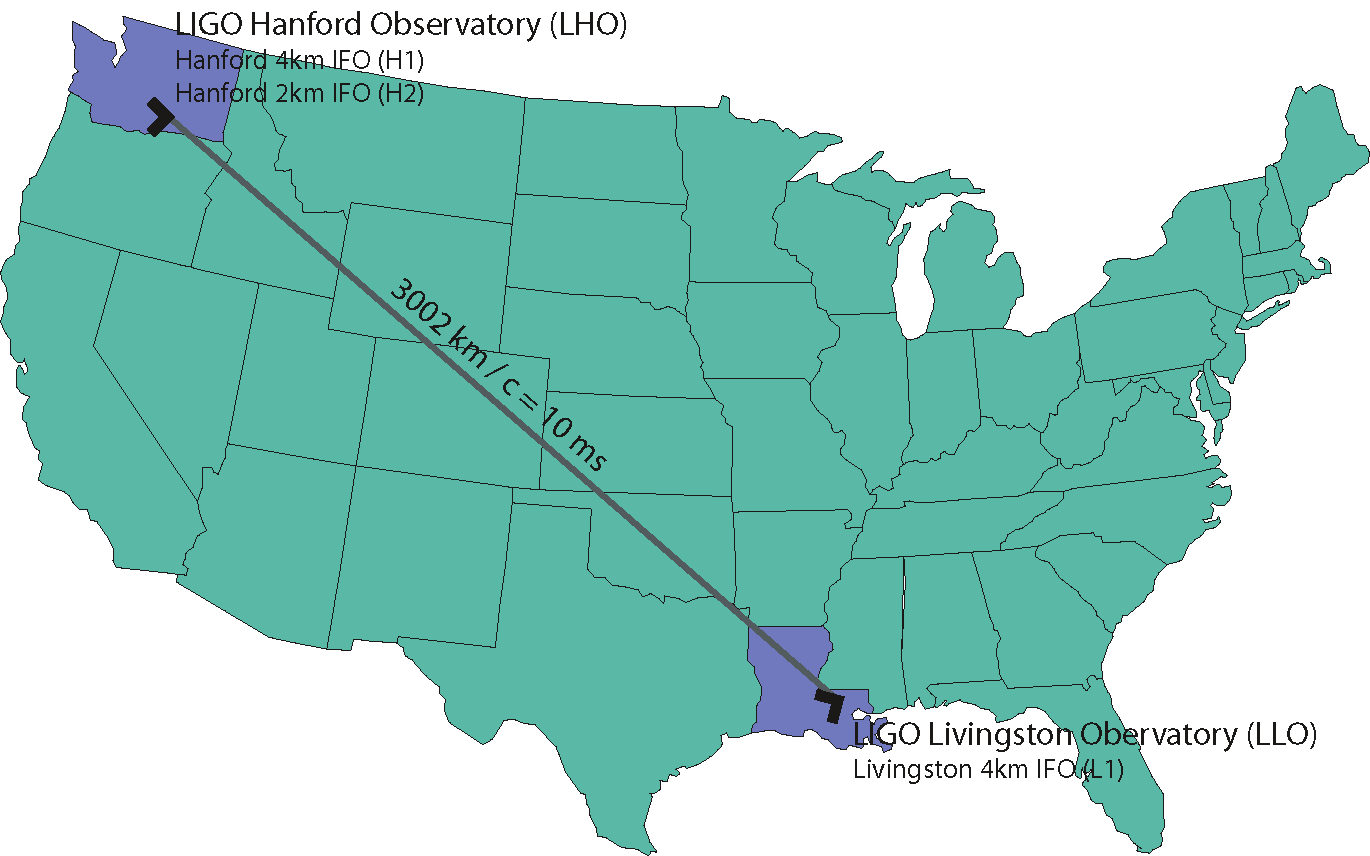 LIGO Hanford Observatory (LHO)
Hanford 4km IFO (H1)
Hanford 2km IFO (H2)
3002 km / c = 10 ms
LIGO Livingston Obervatory (LLO)
Livingston 4km IFO (L1)